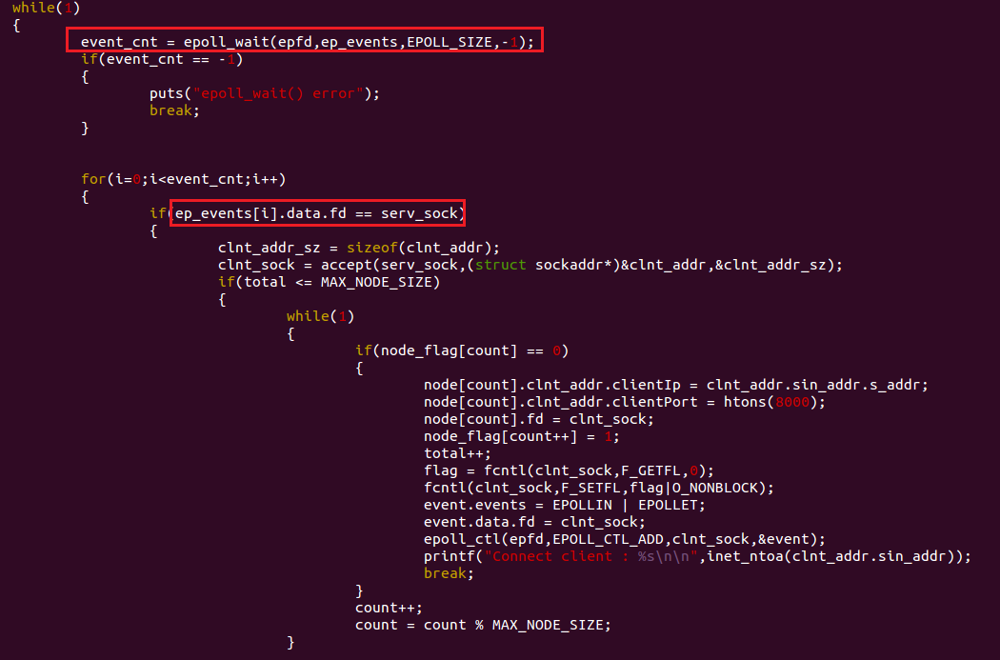 while(1)
{
event_cnt = epoll_wait(epfd,ep_events,EPOLL_SIZE,-1);
if(event_cnt == -1)
{
puts("epoll_wait() error");
break;
}
for(i=0;i<event_cnt;i++)
{
if(ep_events[i].data.fd == serv_sock)
{
clnt_addr_sz = sizeof(clnt_addr);
clnt_sock = accept(serv_sock,(struct sockaddr*)&clnt_addr,&clnt_addr_sz);
if(total <= MAX_NODE_SIZE)
{
while(1)
{
if(node_flag[count] == 0)
{
node[count].clnt_addr.clientIp = clnt_addr.sin_addr.s_addr;
node[count].clnt_addr.clientPort = htons(8000);
node[count].fd = clnt_sock;
node_flag[count++] = 1;
total++;
flag = fcntl(clnt_sock,F_GETFL,0);
fcntl(clnt_sock,F_SETFL,flag|O_NONBLOCK);
event.events = EPOLLIN | EPOLLET;
event.data.fd = clnt_sock;
epoll_ctl(epfd,EPOLL_CTL_ADD,clnt_sock,&event);
printf("Connect client : %s\n\n",inet_ntoa(clnt_addr.sin_addr));
break;
}
count++;
count = count % MAX_NODE_SIZE;
}